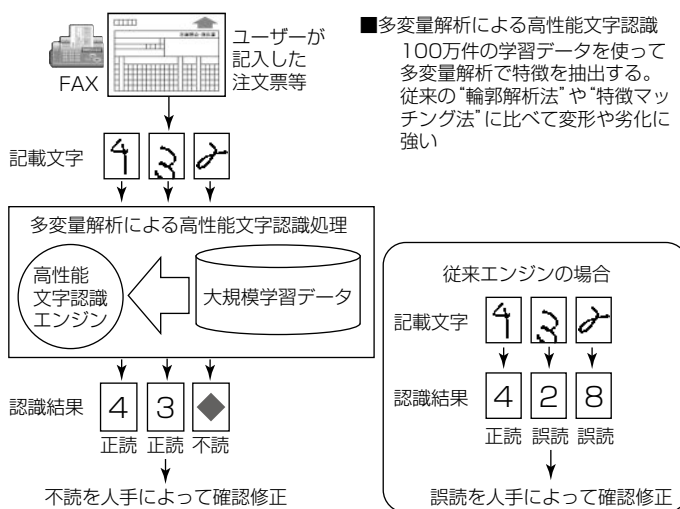 FAX
ユーザーが
記入した
注文票等
■多変量解析による高性能文字認識
100万件の学習データを使って
多変量解析で特徴を抽出する。
従来の“輪郭解析法”や“特徴マッ
チング法”に比べて変形や劣化に
強い
記載文字
4 3 2
多変量解析による高性能文字認識処理
高性能
文字認識
エンジン
大規模学習データ
認識結果
4 3 ◆
正読 正読 不読
不読を人手によって確認修正
従来エンジンの場合
記載文字
4 3 2
認識結果
4 2 8
正読 誤読 誤読
誤読を人手によって確認修正